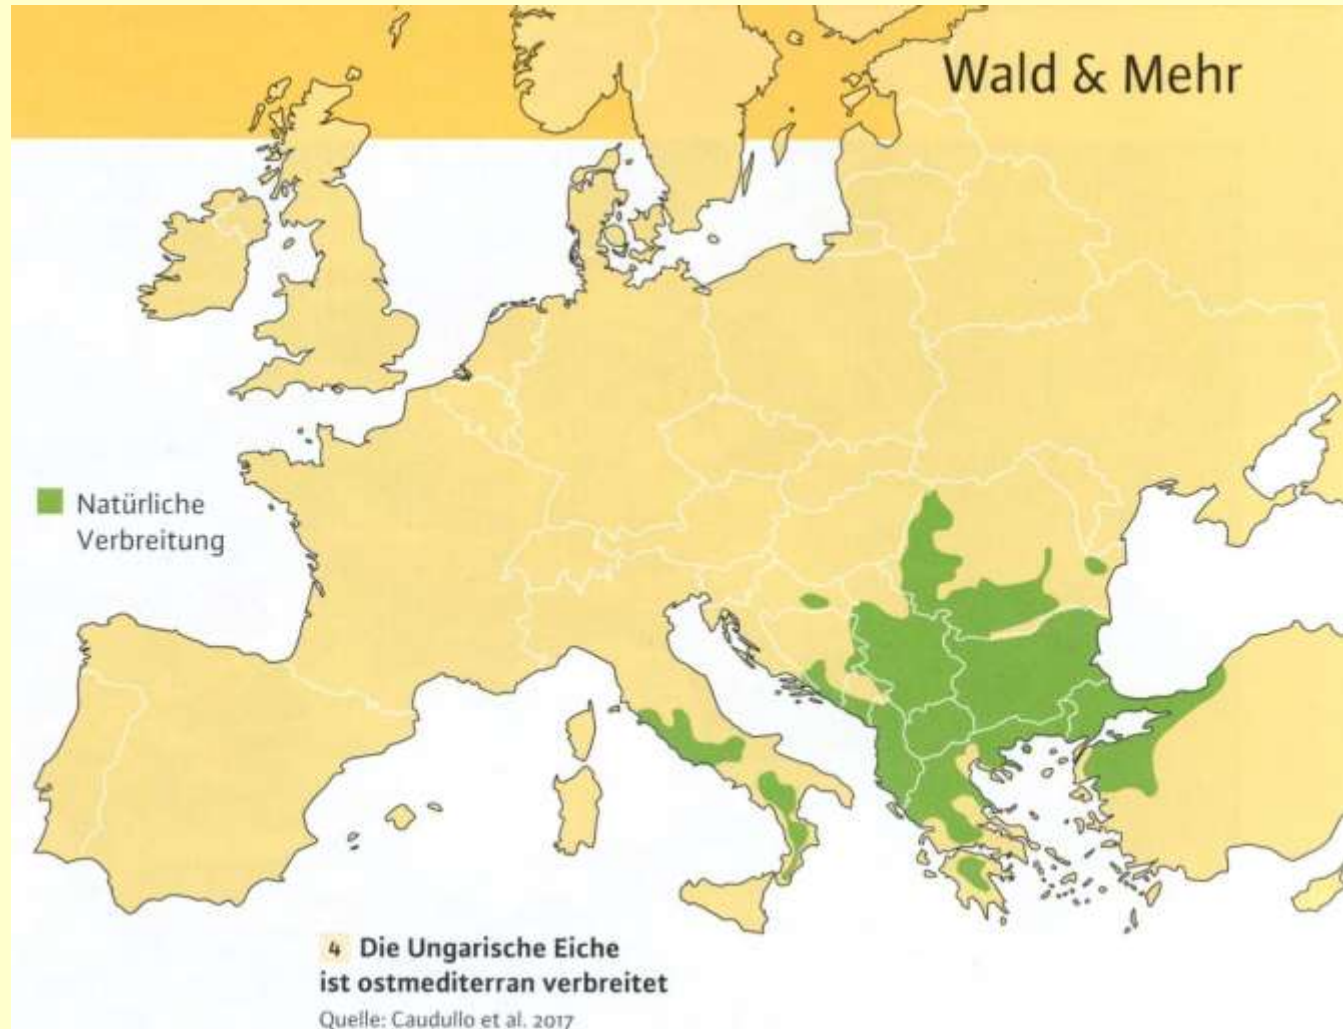 Wald & Mehr
Natürliche
Verbreitung
4 Die Ungarische Eiche
ist ostmediterran verbreitet
Quelle: Caudullo et al. 2017